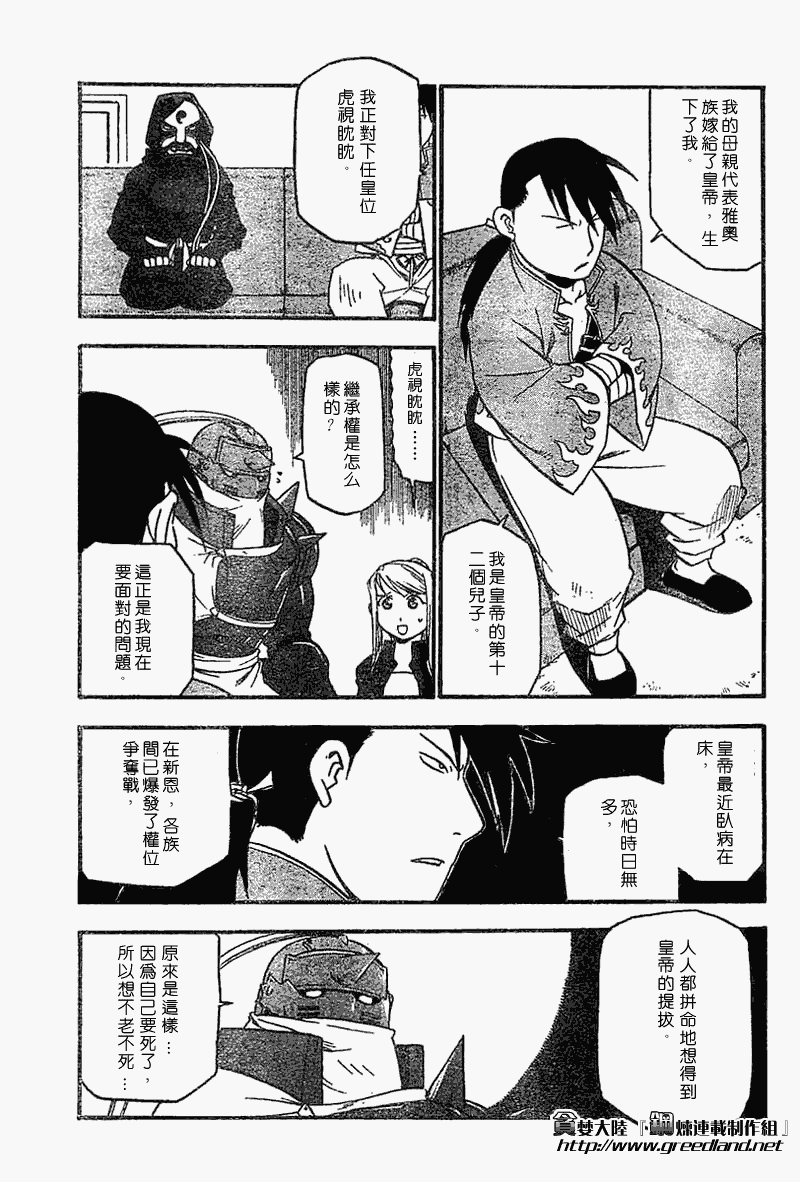 我的母親代表雅奧
族嫁給了皇帝，生
下了我。
我是皇帝的第十
二個兒子。
我正對下任皇位
虎視眈眈。
虎視眈眈……
繼承權是怎么
樣的？
這正是我現在
要面對的問題。
皇帝最近臥病在
床，
恐怕時日無
多，
在新恩，各族
間已爆發了權位
爭奪戰，
人人都拼命地想得到
皇帝的提拔。
原來是這樣…
因爲自己要死了，
所以想不老不死…
雙大陸『
煉載制作組』
http://www.greedland.net